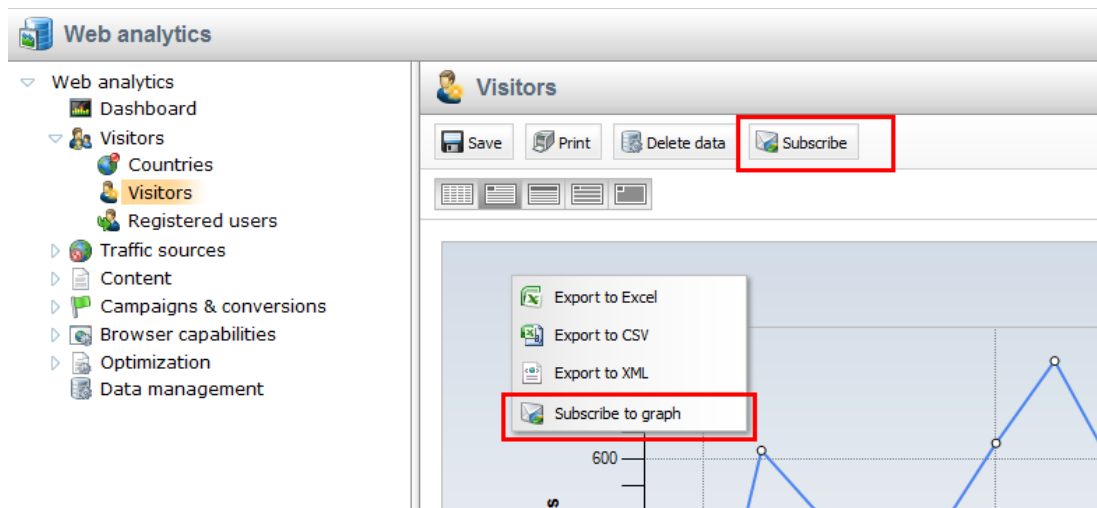 Web analytics
Web analytics
Dashboard
Visitors
Countries
Visitors
Registered users
Traffic sources
Content
Campaigns & conversions
Browser capabilities
Optimization
Data management
Visitors
Save Print Delete data Subscribe
Export to Excel
Export to CSV
Export to XML
Subscribe to graph
600
s